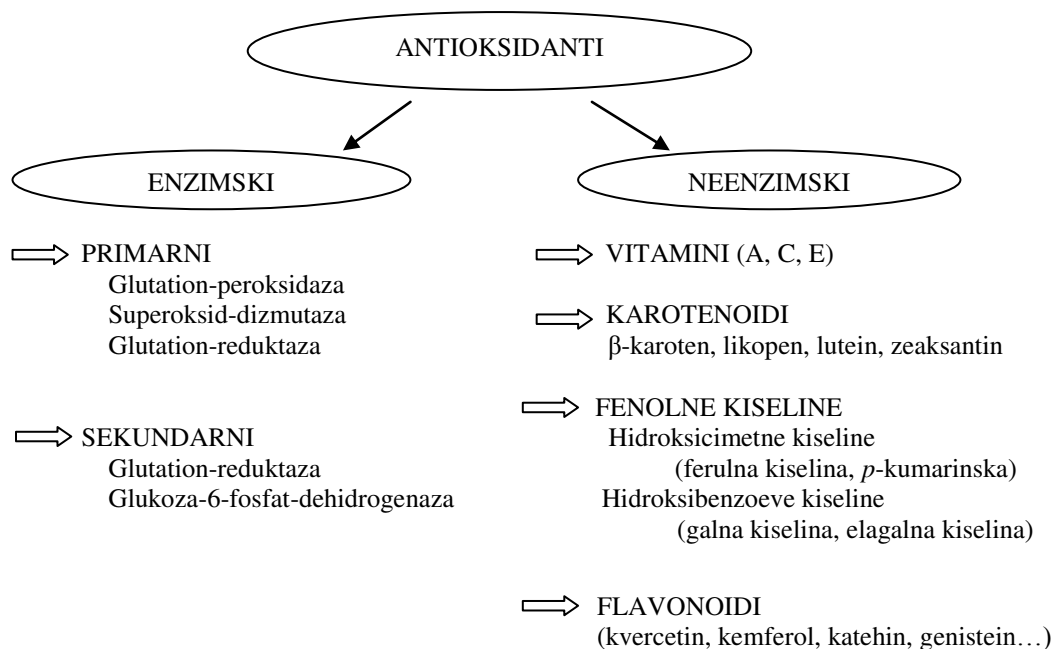 ANTIOKSIDANTI
ENZIMSKI
PRIMARNI
Glutation-peroksidaza
Superoksid-dizmutaza
Glutation-reduktaza
SEKUNDARNI
Glutation-reduktaza
Glukoza-6-fosfat-dehidrogenaza
NEENZIMSKI
VITAMINI (A, C, E)
KAROTENOIDI
β-karoten, likopen, lutein, zeaksantin
FENOLNE KISELINE
Hidroksicimetne kiseline
(ferulna kiselina, p-kumarinska)
Hidroksibenzoeve kiseline
(galna kiselina, elagalna kiselina)
FLAVONOIDI
(kvercetin, kemferol, katehin, genistein…)